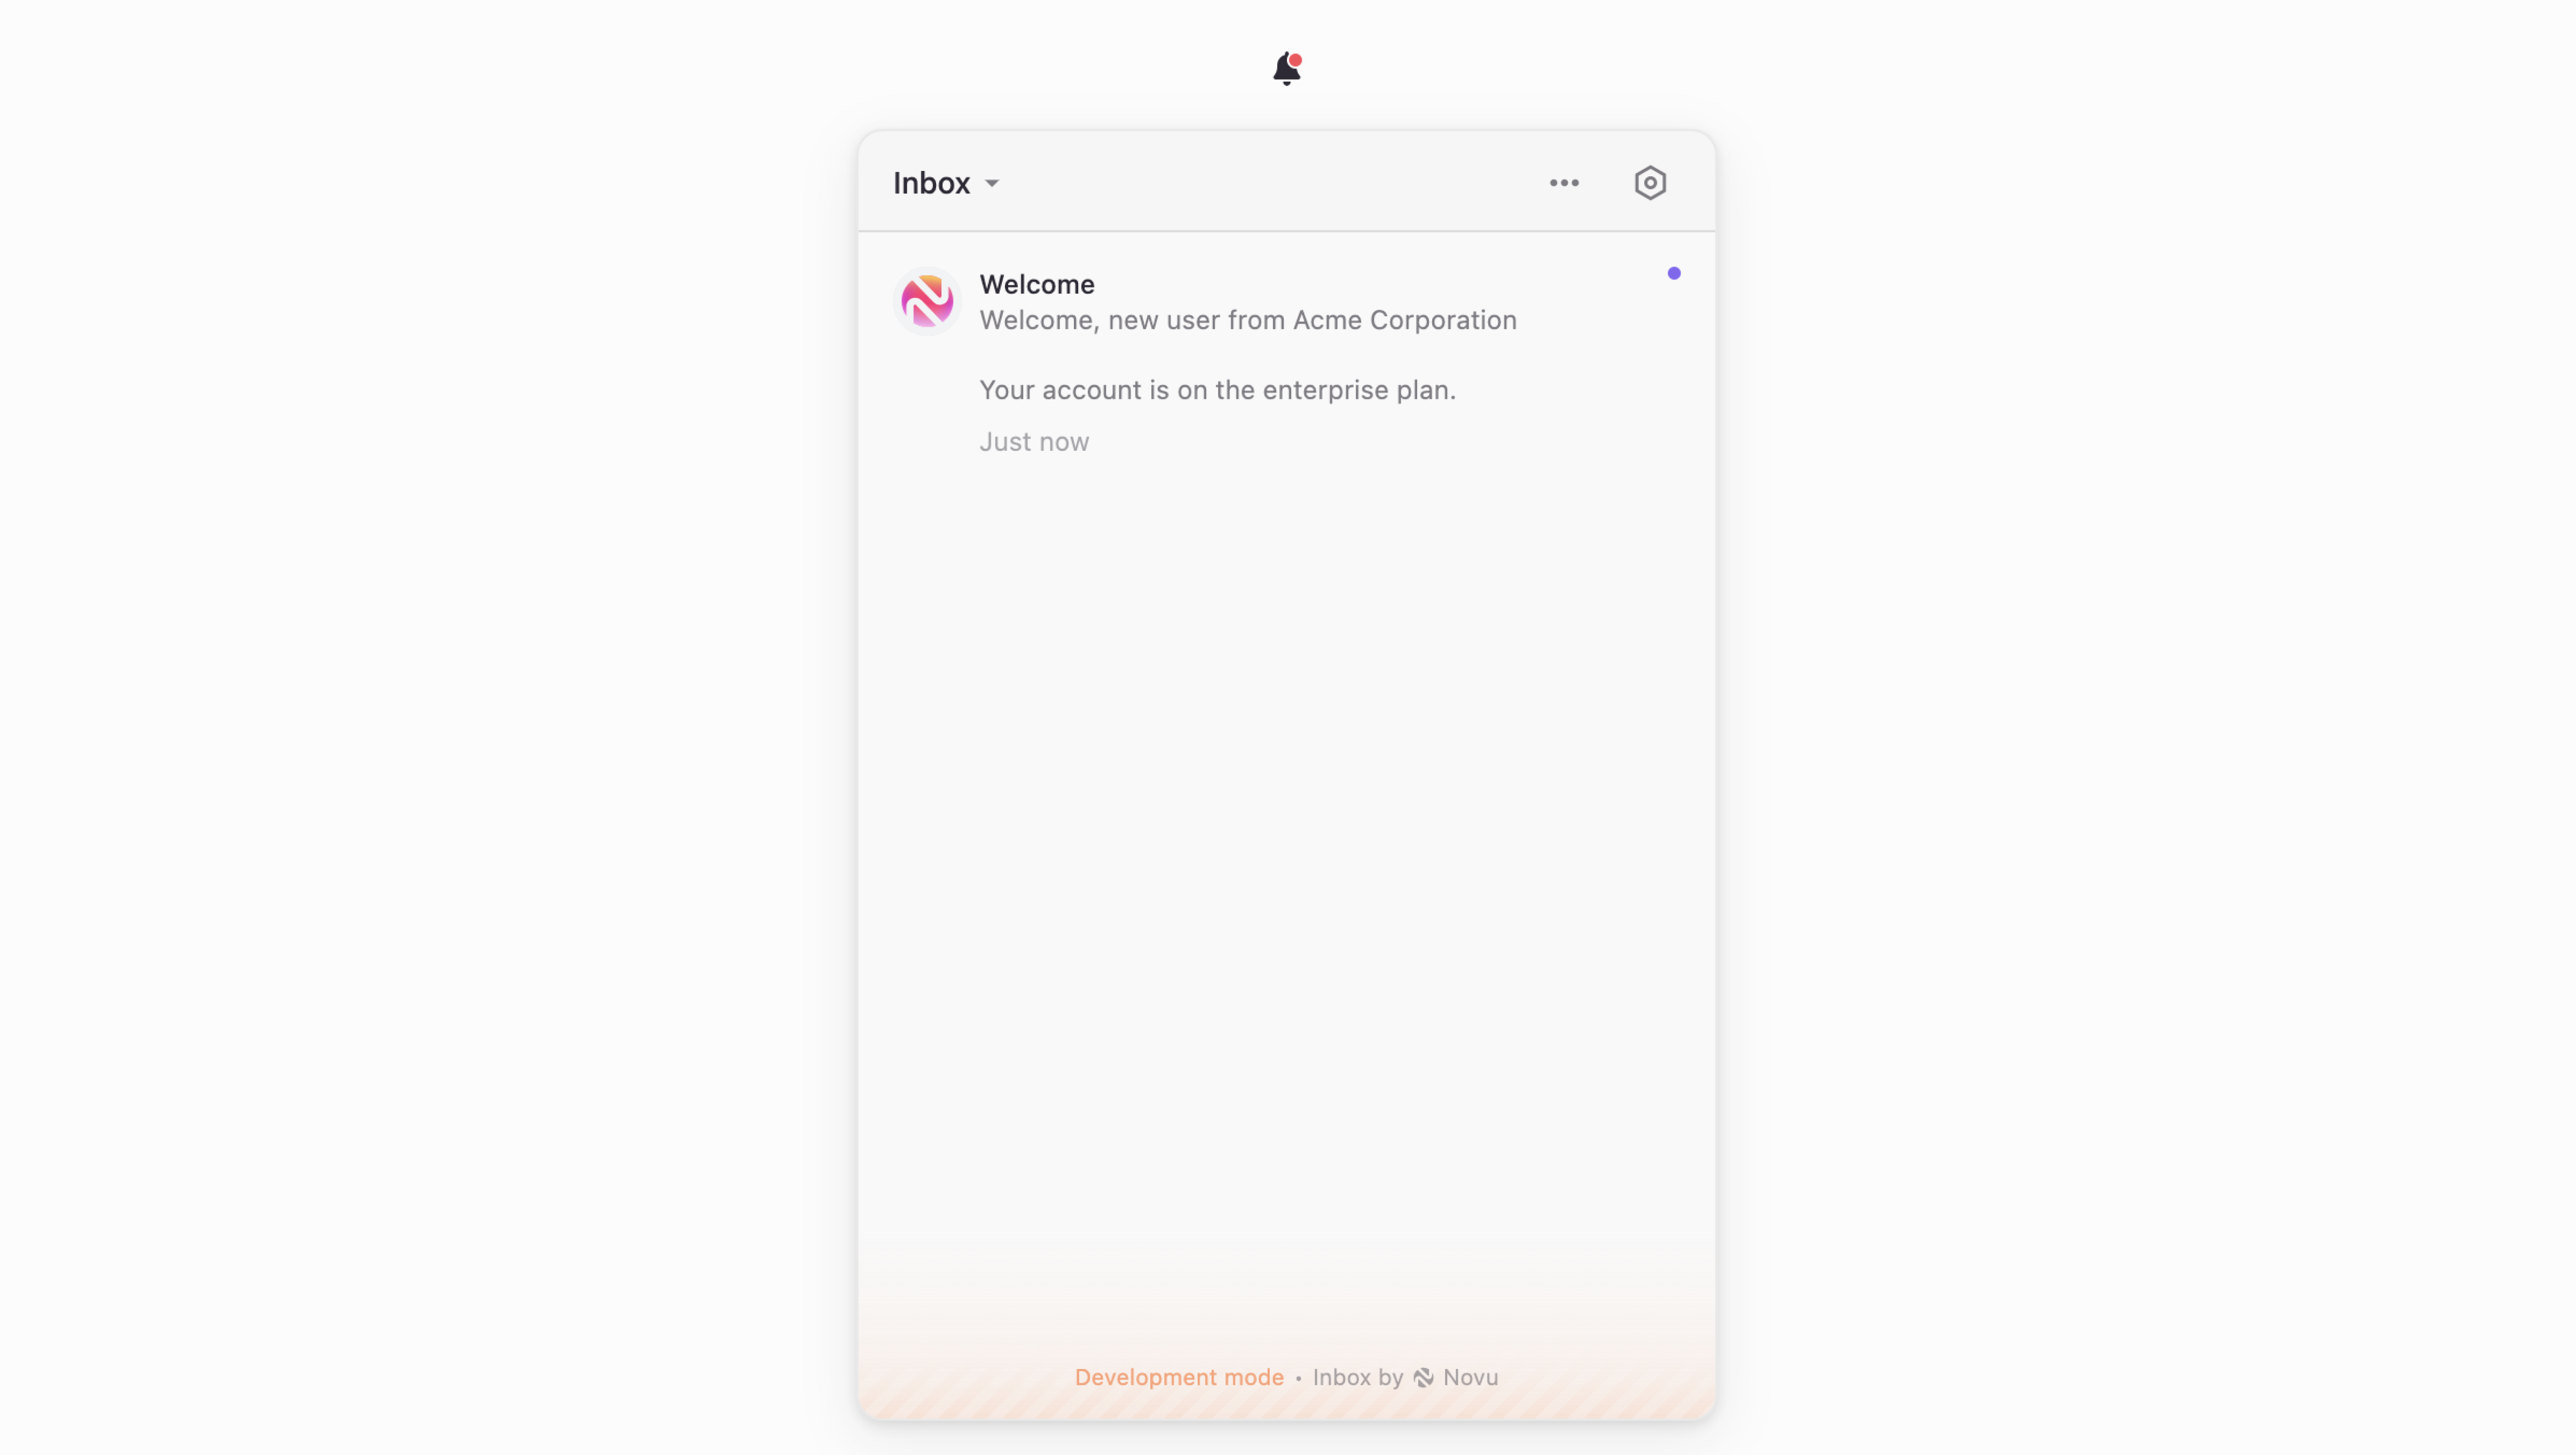 Inbox
Welcome
Welcome, new user from Acme Corporation
Your account is on the enterprise plan.
Just now
Development mode • Inbox by Novu